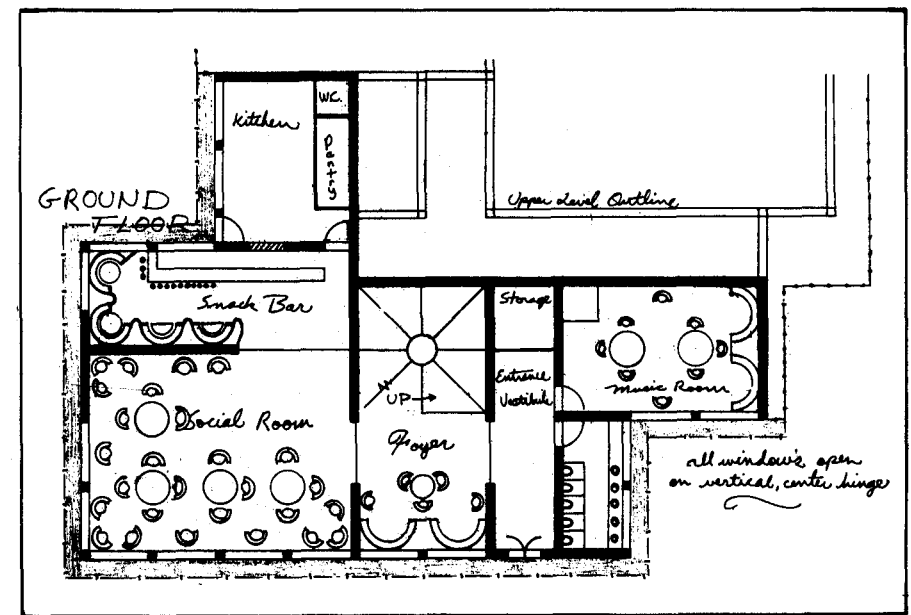 GROUND
FLOOR
Kitchen
W.C.
Upper Level Outline
Snack Bar
Storage
Entrance
Vestibule
Music Room
UP
Social Room
Foyer
all windows open
on vertical, center hinge